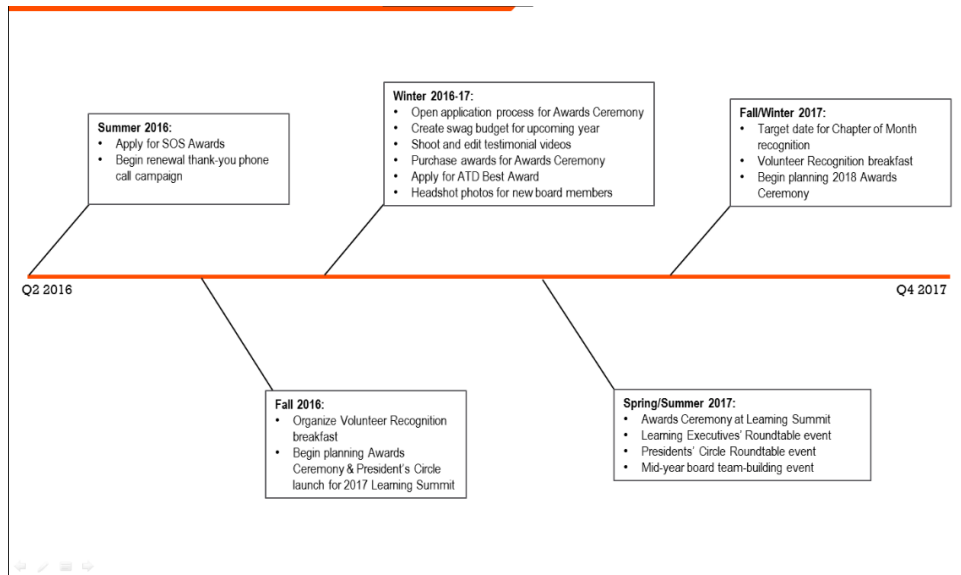 Summer 2016:
• Apply for SOS Awards
• Begin renewal thank-you phone
call campaign
Winter 2016-17:
• Open application process for Awards Ceremony
• Create swag budget for upcoming year
• Shoot and edit testimonial videos
• Purchase awards for Awards Ceremony
• Apply for ATD Best Award
• Headshot photos for new board members
Fall/Winter 2017:
• Target date for Chapter of Month
recognition
• Volunteer Recognition breakfast
• Begin planning 2018 Awards
Ceremony
Q2 2016
Q4 2017
Fall 2016:
• Organize Volunteer Recognition
breakfast
• Begin planning Awards
Ceremony & President's Circle
launch for 2017 Learning Summit
Spring/Summer 2017:
• Awards Ceremony at Learning Summit
• Learning Executives' Roundtable event
• Presidents' Circle Roundtable event
• Mid-year board team-building event